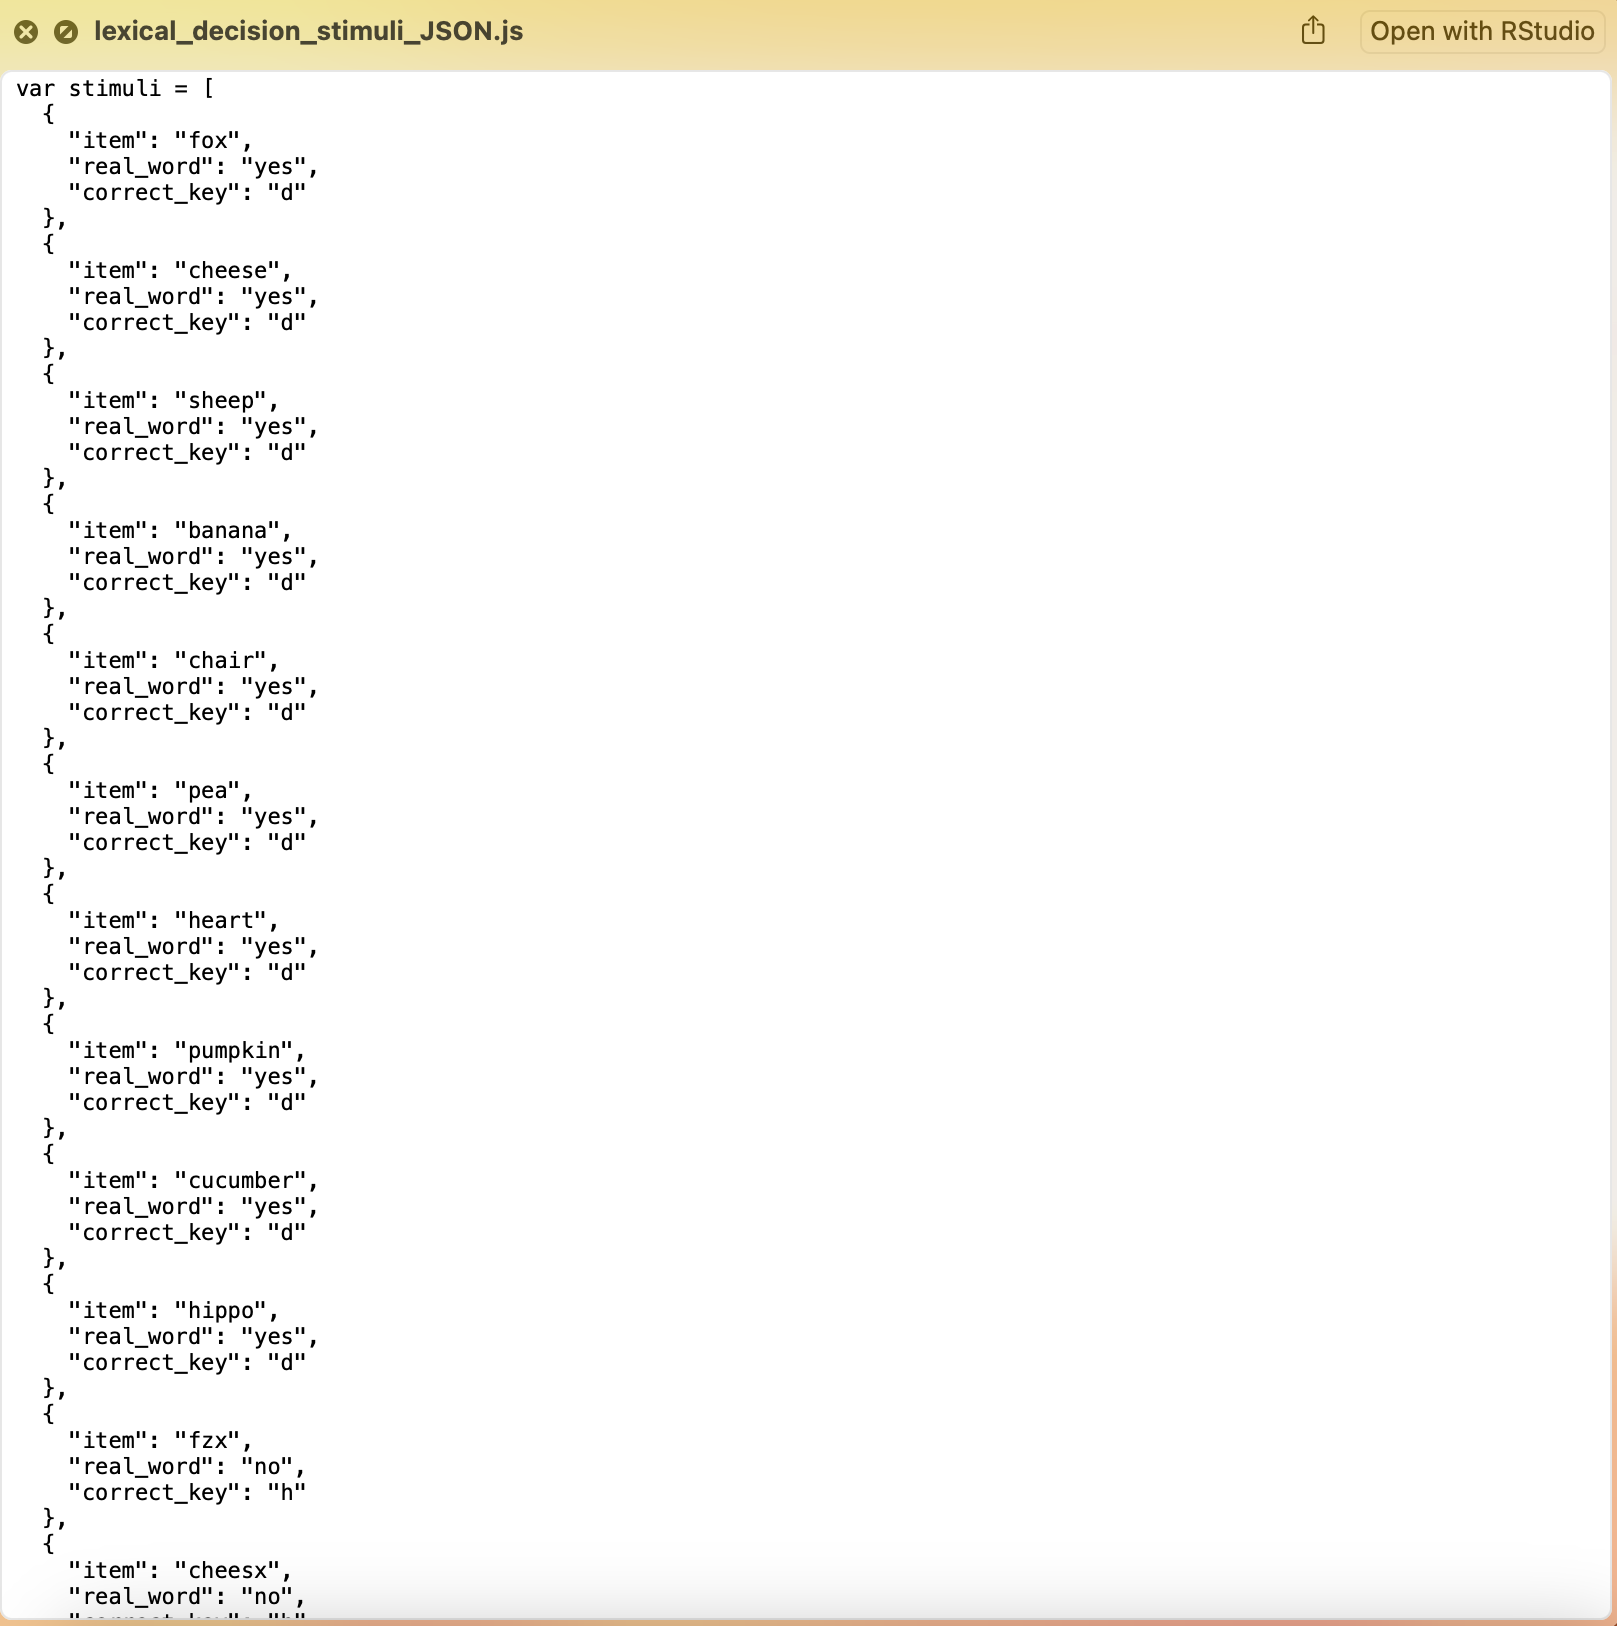 lexical_decision_stimuli_JSON.js
Open with RStudio
var stimuli = [
  {
    "item": "fox",
    "real_word": "yes",
    "correct_key": "d"
  },
  {
    "item": "cheese",
    "real_word": "yes",
    "correct_key": "d"
  },
  {
    "item": "sheep",
    "real_word": "yes",
    "correct_key": "d"
  },
  {
    "item": "banana",
    "real_word": "yes",
    "correct_key": "d"
  },
  {
    "item": "chair",
    "real_word": "yes",
    "correct_key": "d"
  },
  {
    "item": "pea",
    "real_word": "yes",
    "correct_key": "d"
  },
  {
    "item": "heart",
    "real_word": "yes",
    "correct_key": "d"
  },
  {
    "item": "pumpkin",
    "real_word": "yes",
    "correct_key": "d"
  },
  {
    "item": "cucumber",
    "real_word": "yes",
    "correct_key": "d"
  },
  {
    "item": "hippo",
    "real_word": "yes",
    "correct_key": "d"
  },
  {
    "item": "fzx",
    "real_word": "no",
    "correct_key": "h"
  },
  {
    "item": "cheesx",
    "real_word": "no",